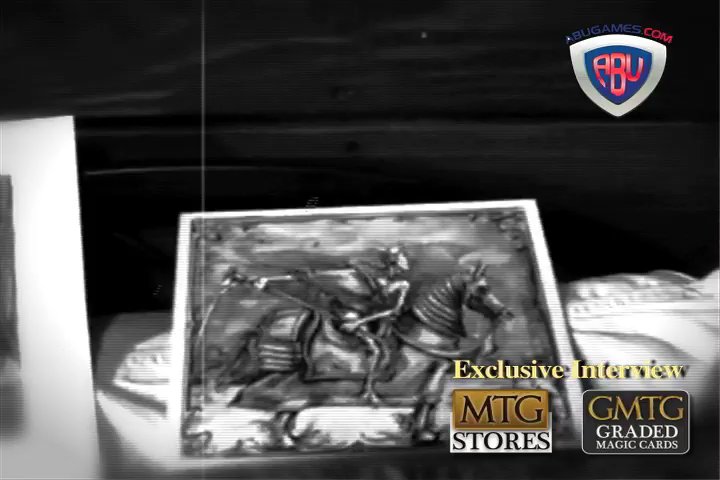 ABUGAMES.COM
ABU
Exclusive Interview
MTG
STORES
GMTG
GRADED
MAGIC CARDS